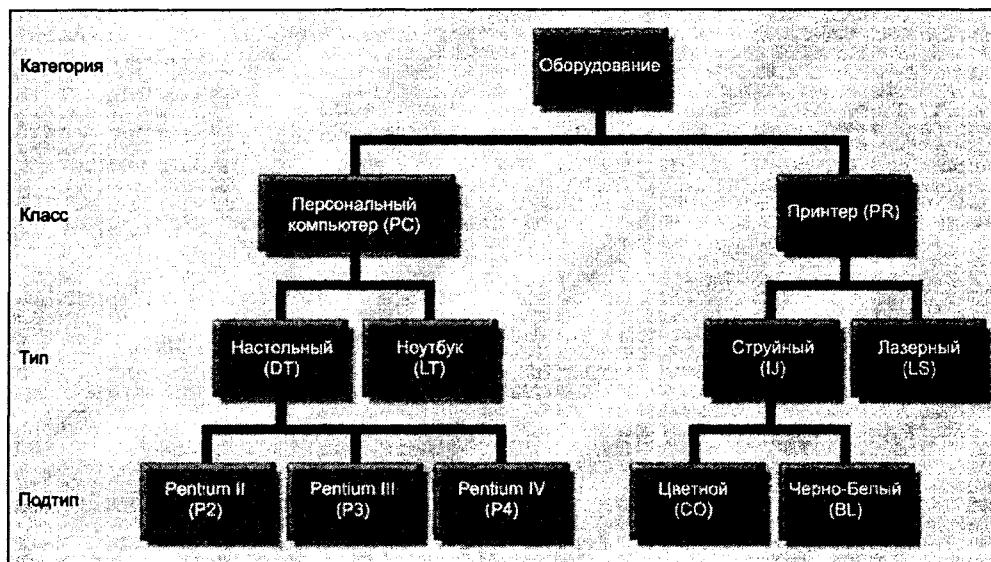 Категория
Оборудование
Класс
Персональный
компьютер (PC)
Принтер (PR)
Тип
Настольный
(DT)
Ноутбук
(LT)
Струйный
(IJ)
Лазерный
(LS)
Подтип
Pentium II
(P2)
Pentium III
(P3)
Pentium IV
(P4)
Цветной
(CO)
Черно-Белый
(BL)